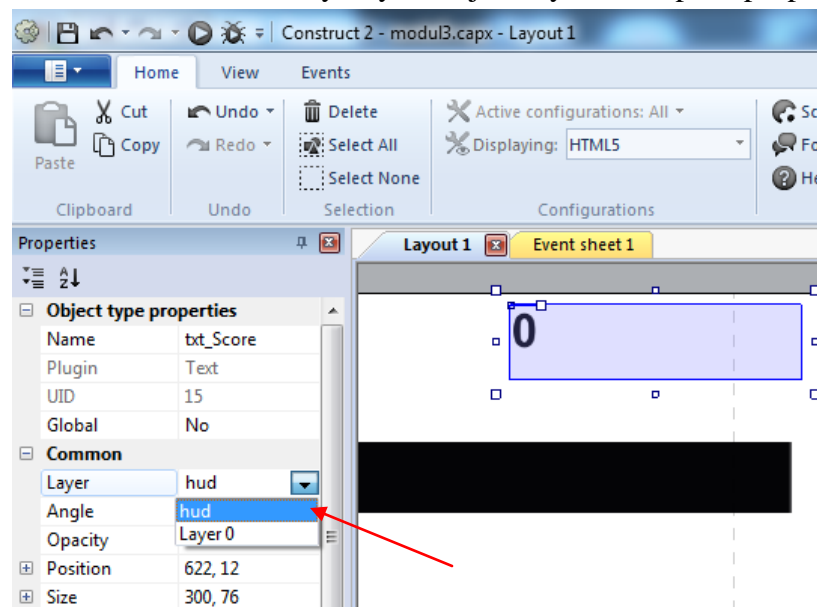 Construct 2 - modul3.capx - Layout 1
Home View Events
Cut Undo Delete Active configurations: All
Copy Redo Select All Displaying: HTML5
Paste Select None
Clipboard Undo Selection Configurations
Properties Layout 1 Event sheet 1
Object type properties
Name txt_Score
Plugin Text
UID 15
Global No
Common
Layer hud
Angle hud
Opacity Layer 0
Position 622, 12
Size 300, 76
0